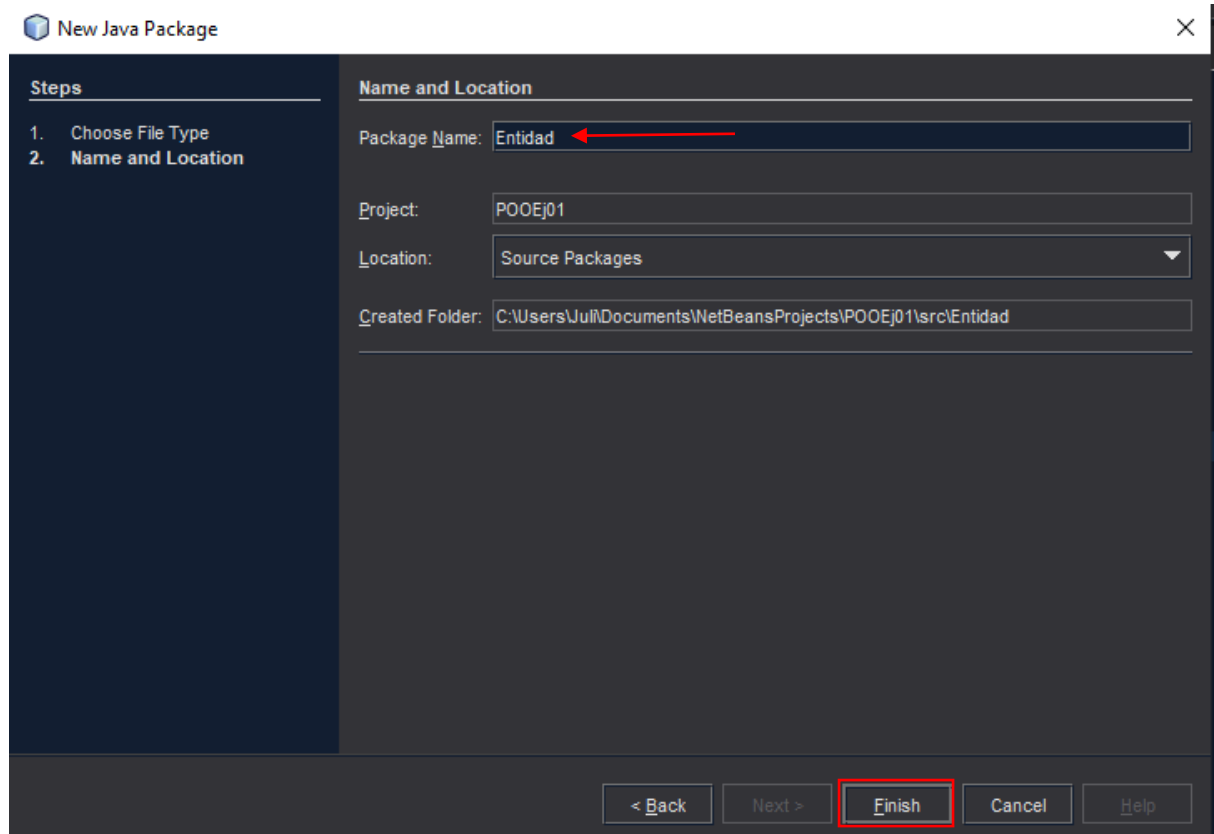 New Java Package
Steps
1. Choose File Type
2. Name and Location
Name and Location
Package Name: Entidad
Project: POOEj01
Location: Source Packages
Created Folder: C:\Users\Juli\Documents\NetBeansProjects\POOEj01\src\Entidad
< Back Next > Finish Cancel Help